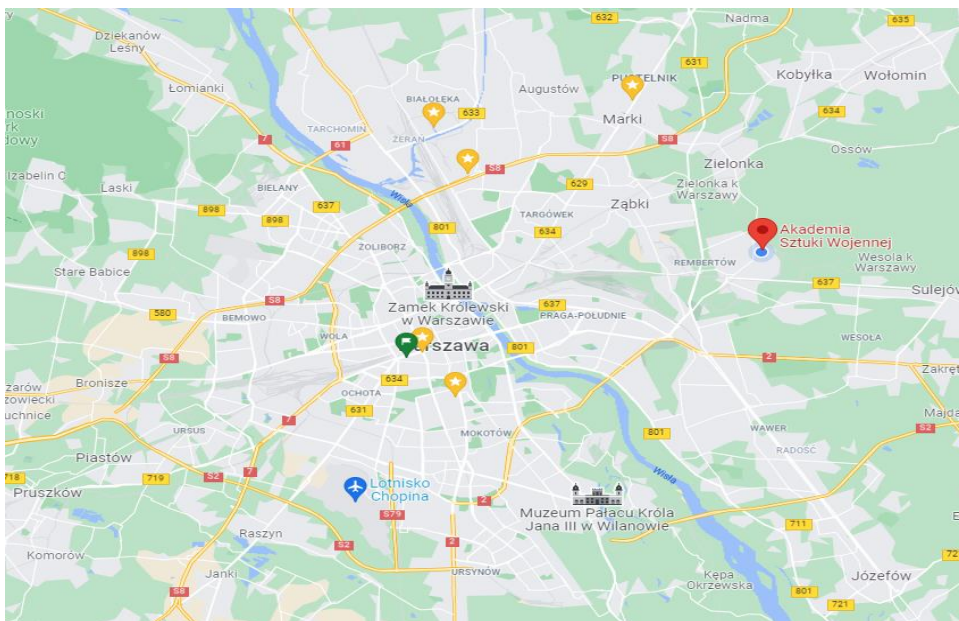 632
Nadma
635
Dziekanów
Leśny
631
Kobyłka
Wołomin
PUSTELNIK
Augustów
Łomianki
BIAŁOŁĘKA
633
Marki
634
TARCHOMIN
ŻERAŃ
7
61
S8
Ossów
S8
Zielonka
Izabelin C
Laski
BIELANY
629
Zielonka k
Warszawy
637
Wisła
Ząbki
898
898
TARGÓWEK
801
634
Akademia
Sztuki Wojennej
ŻOLIBORZ
898
Stare Babice
REMBERTÓW
Wesoła k
Warszawy
637
Sulejów
S8
Zamek Królewski
w Warszawie
637
580
BEMOWO
PRAGA-POŁUDNIE
WOLA
WESOŁA
801
S8
2
634
Bronisze
OCHOTA
631
7
URSUS
MOKOTÓW
801
WAWER
S2
RADOŚĆ
Piastów
718
719
S2
7
Wisła
Pruszków
Lotnisko
Chopina
2
S79
Muzeum Pałacu Króla
Jana III w Wilanowie
711
Raszyn
S2
2
Komorów
Janki
URSYNÓW
Kępa
Okrzewska
Józefów
S8
801
721